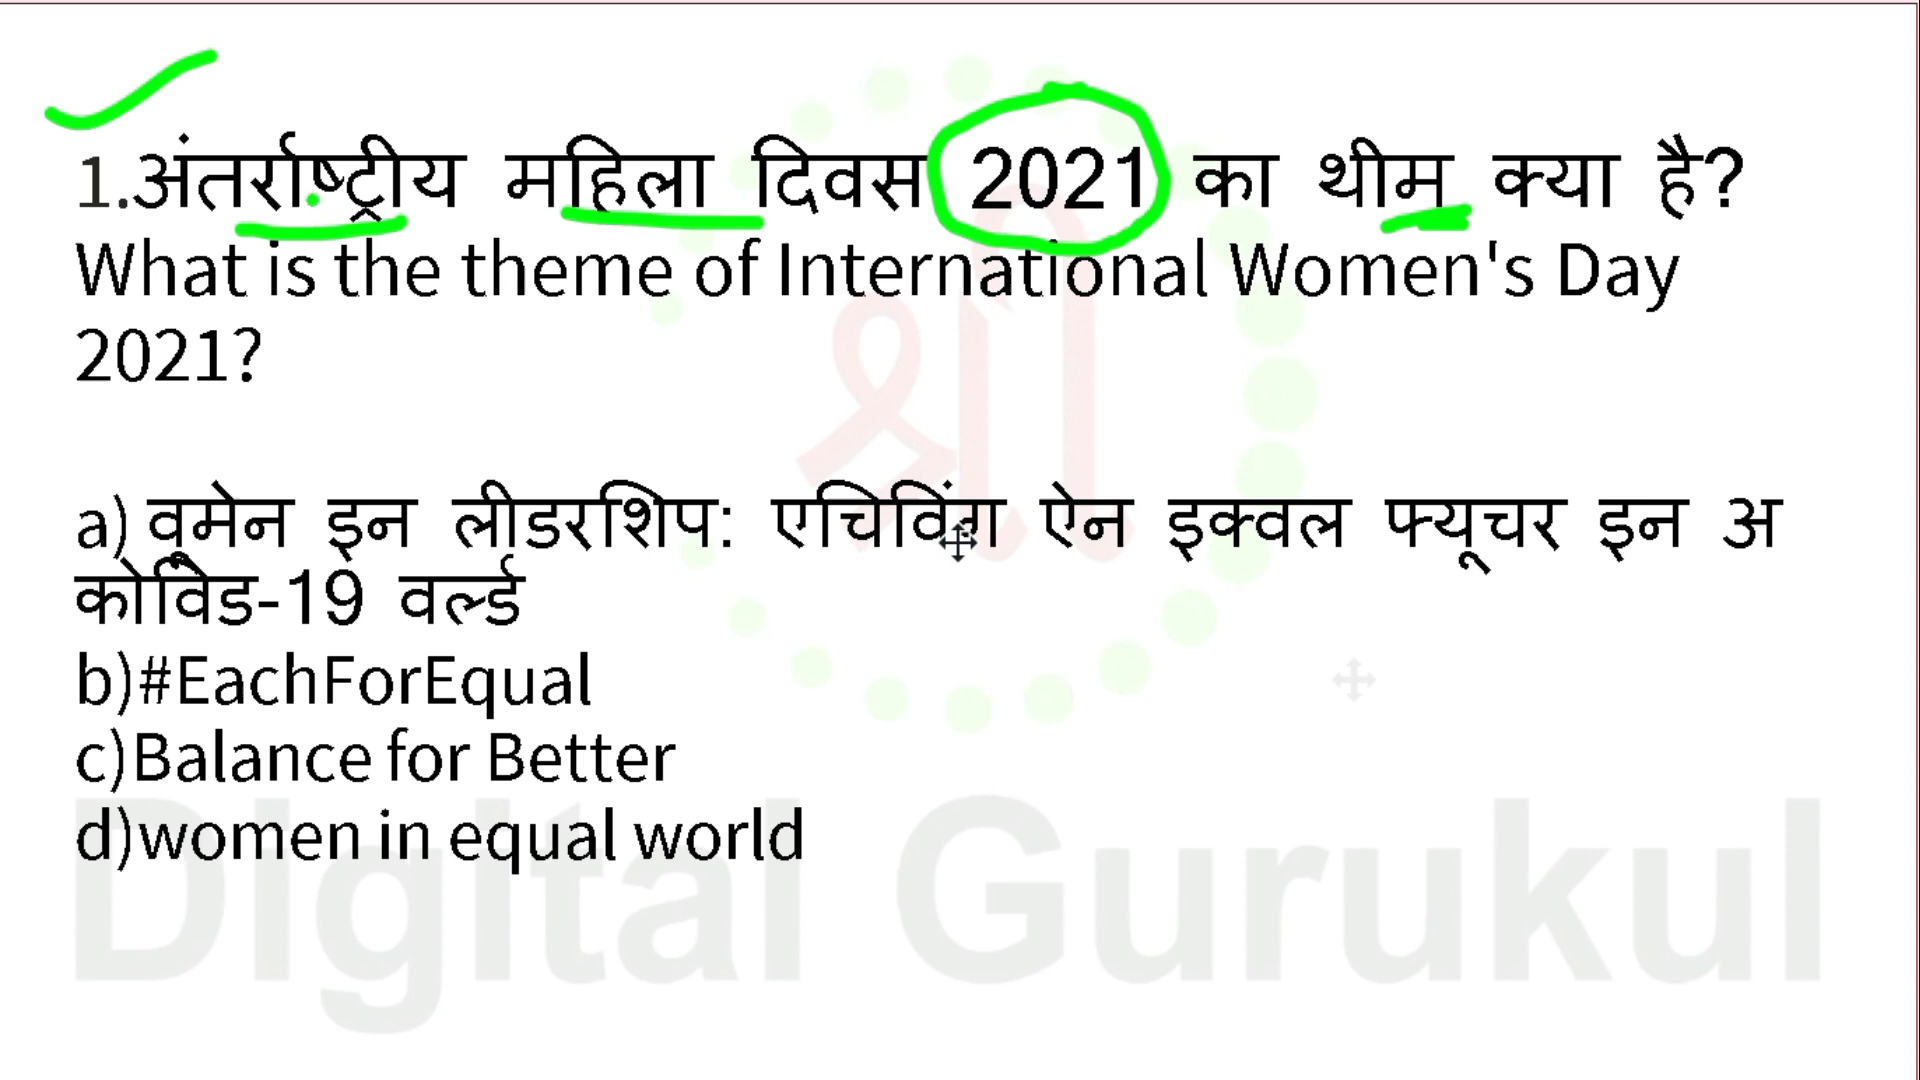 1.अंतर्राष्ट्रीय महिला दिवस 2021 का थीम क्या है?
What is the theme of International Women's Day
2021?
a) वूमेन इन लीडरशिप: एचिविंग ऐन इक्वल फ्यूचर इन अ
कोविड-19 वर्ल्ड
b)#EachForEqual
c)Balance for Better
d)women in equal world
श्री
Digital Gurukul